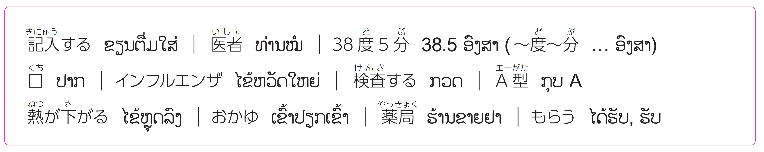 記入する ຂຽນຕື່ມໃສ່ | 医者 ທ່ານໝໍ | 38度5分 38.5 ອົງສາ (〜度〜分 … ອົງສາ)
口 ປາກ | インフルエンザ ໄຂ້ຫວັດໃຫຍ່ | 検査する ກວດ | A型 ກຸບ A
熱が下がる ໄຂ້ຫຼຸດລົງ | おかゆ ເຂົ້າປຽກເຂົ້າ | 薬局 ຮ້ານຂາຍຢາ | もらう ໄດ້ຮັບ, ຮັບ